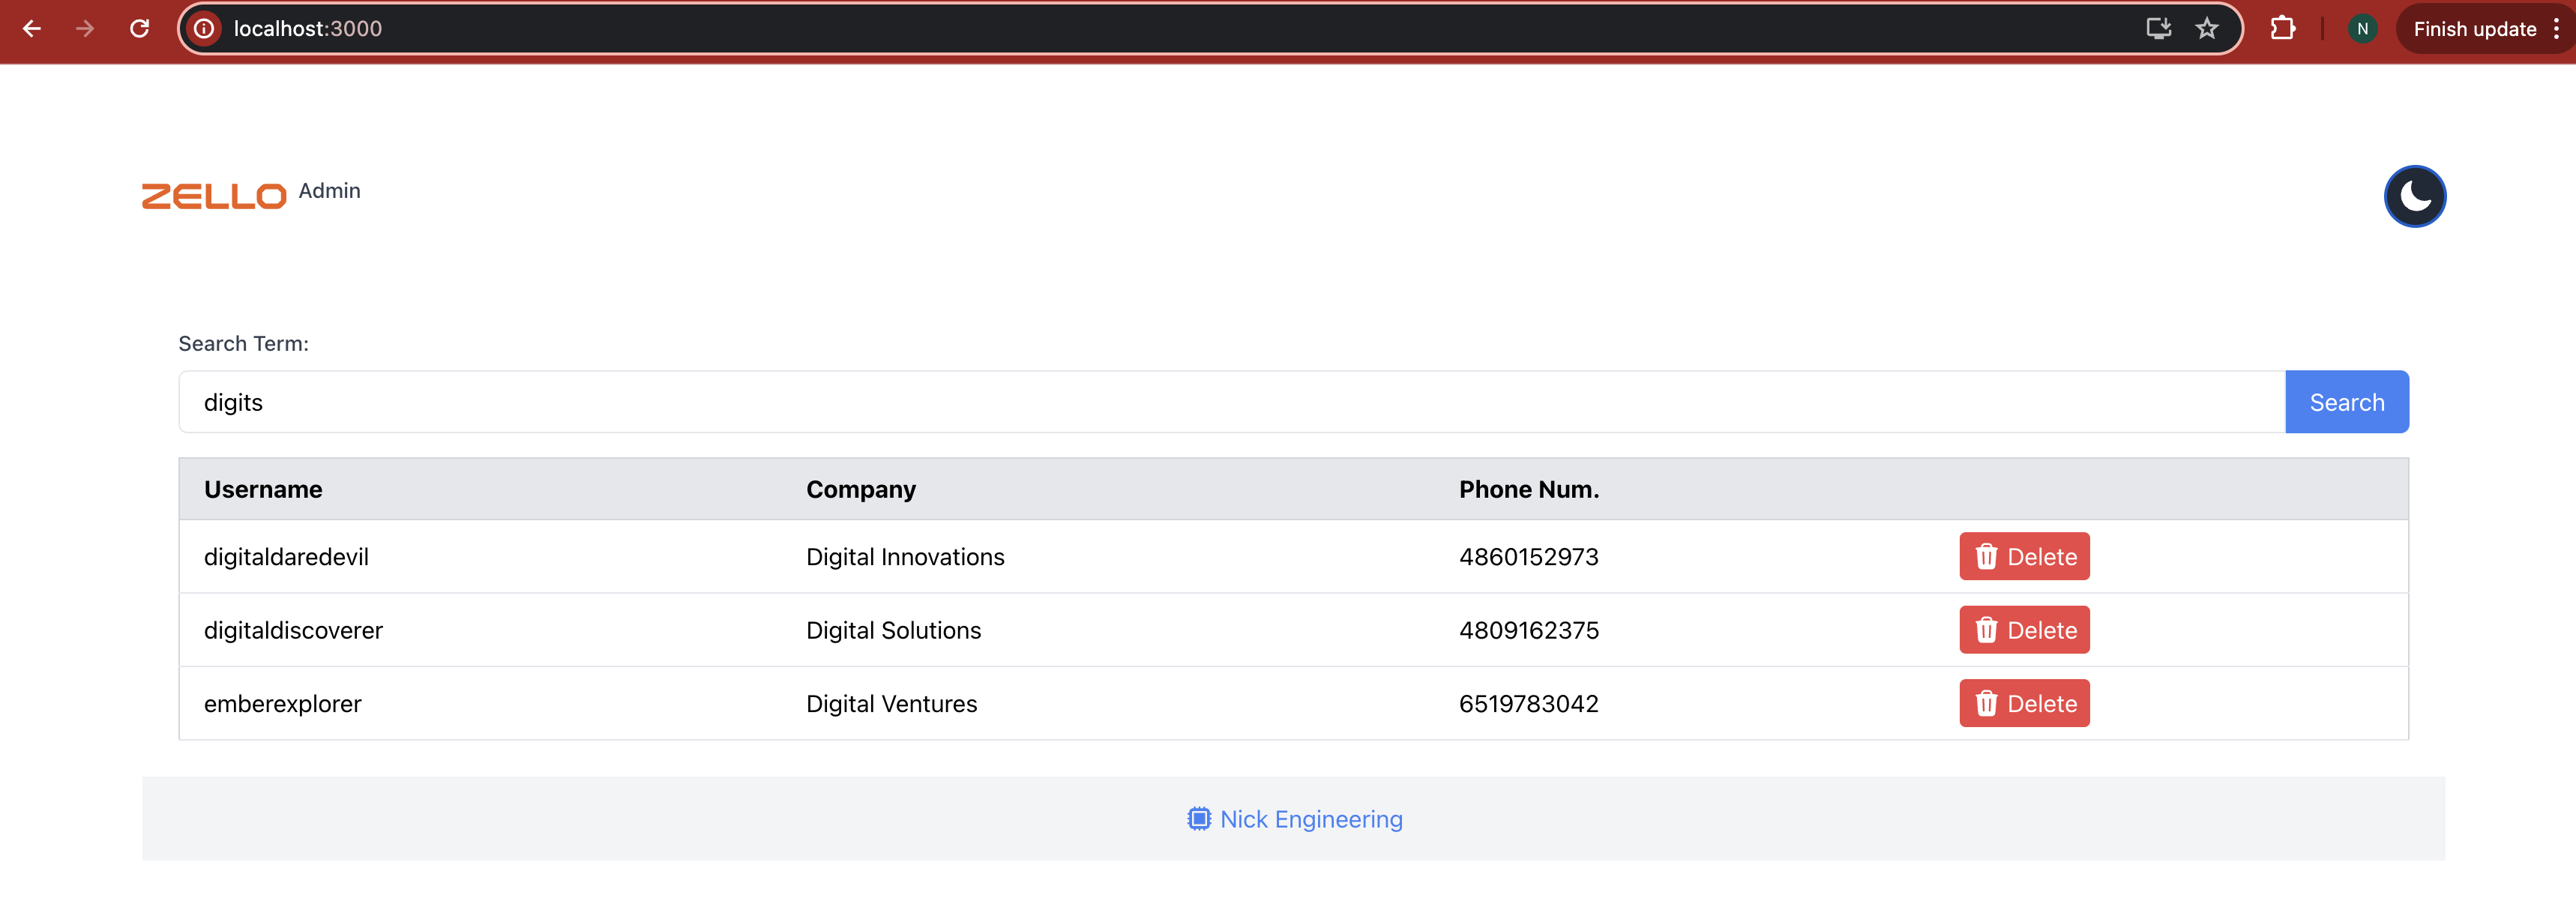 localhost:3000 N Finish update
ZELLO Admin
Search Term:
digits Search
Username Company Phone Num.
digitaldaredevil Digital Innovations 4860152973 Delete
digitaldiscoverer Digital Solutions 4809162375 Delete
emberexplorer Digital Ventures 6519783042 Delete
Nick Engineering